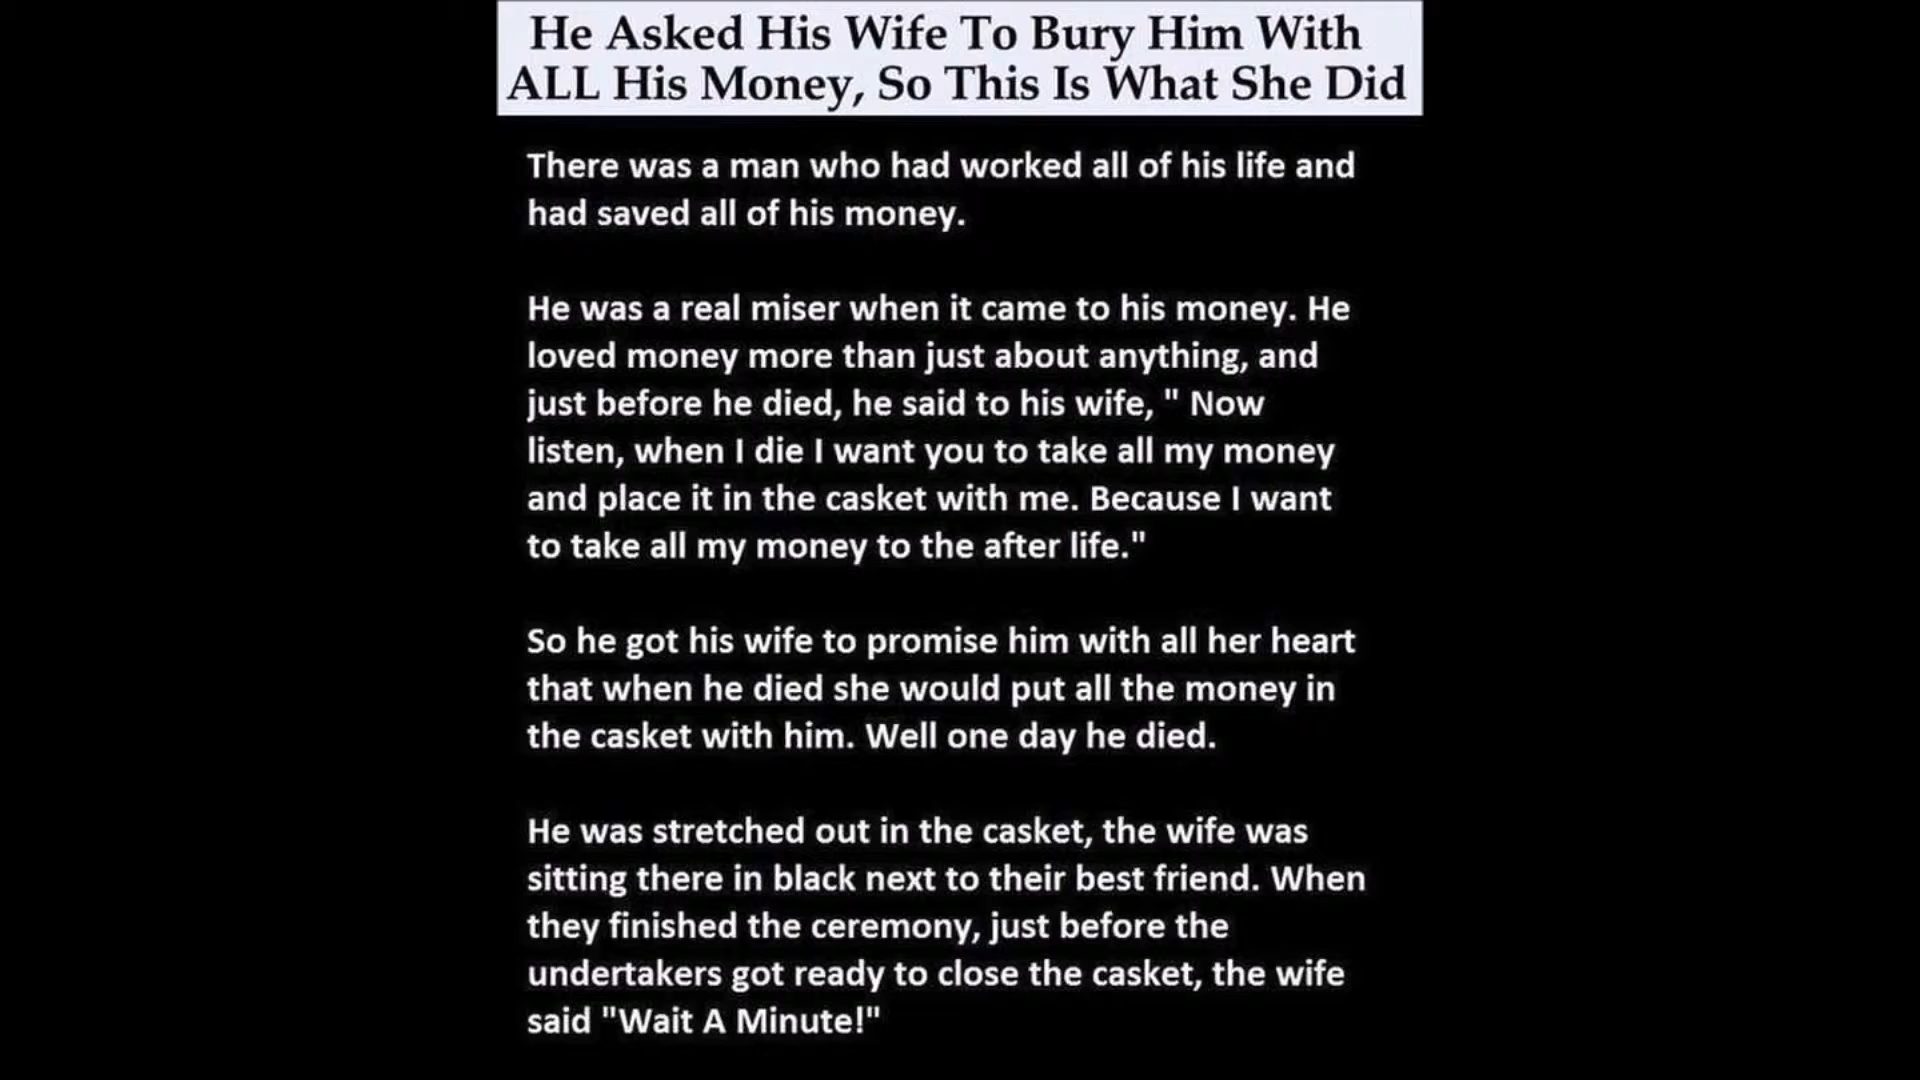 He Asked His Wife To Bury Him With
ALL His Money, So This Is What She Did
There was a man who had worked all of his life and
had saved all of his money.
He was a real miser when it came to his money. He
loved money more than just about anything, and
just before he died, he said to his wife, " Now
listen, when I die I want you to take all my money
and place it in the casket with me. Because I want
to take all my money to the after life."
So he got his wife to promise him with all her heart
that when he died she would put all the money in
the casket with him. Well one day he died.
He was stretched out in the casket, the wife was
sitting there in black next to their best friend. When
they finished the ceremony, just before the
undertakers got ready to close the casket, the wife
said "Wait A Minute!"